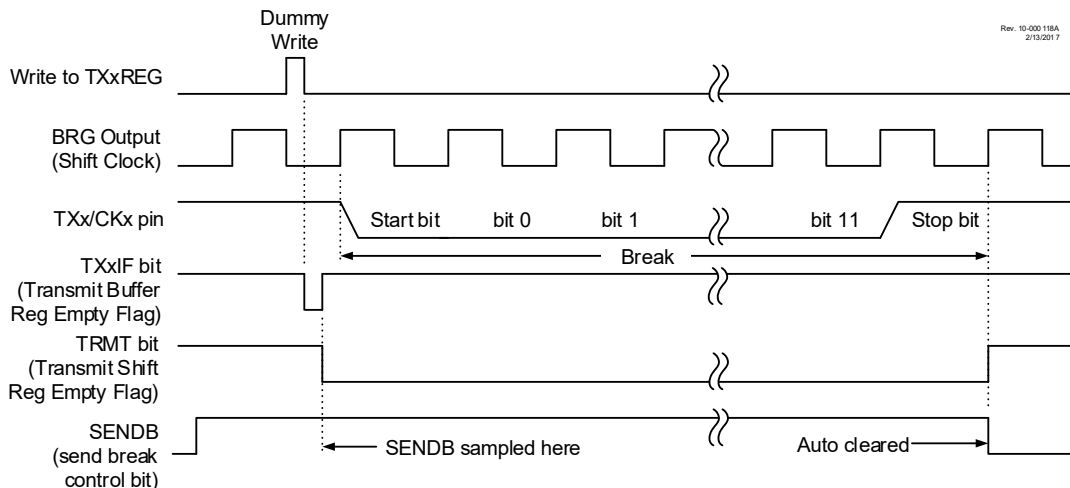 Dummy
Write
Rev. 10-000 118A
2/13/2017
Write to TXxREG
BRG Output
(Shift Clock)
TXx/CKx pin
Start bit
bit 0
bit 1
bit 11
Stop bit
Break
TXxIF bit
(Transmit Buffer
Reg Empty Flag)
TRMT bit
(Transmit Shift
Reg Empty Flag)
SENDB
(send break
control bit)
SENDB sampled here
Auto cleared